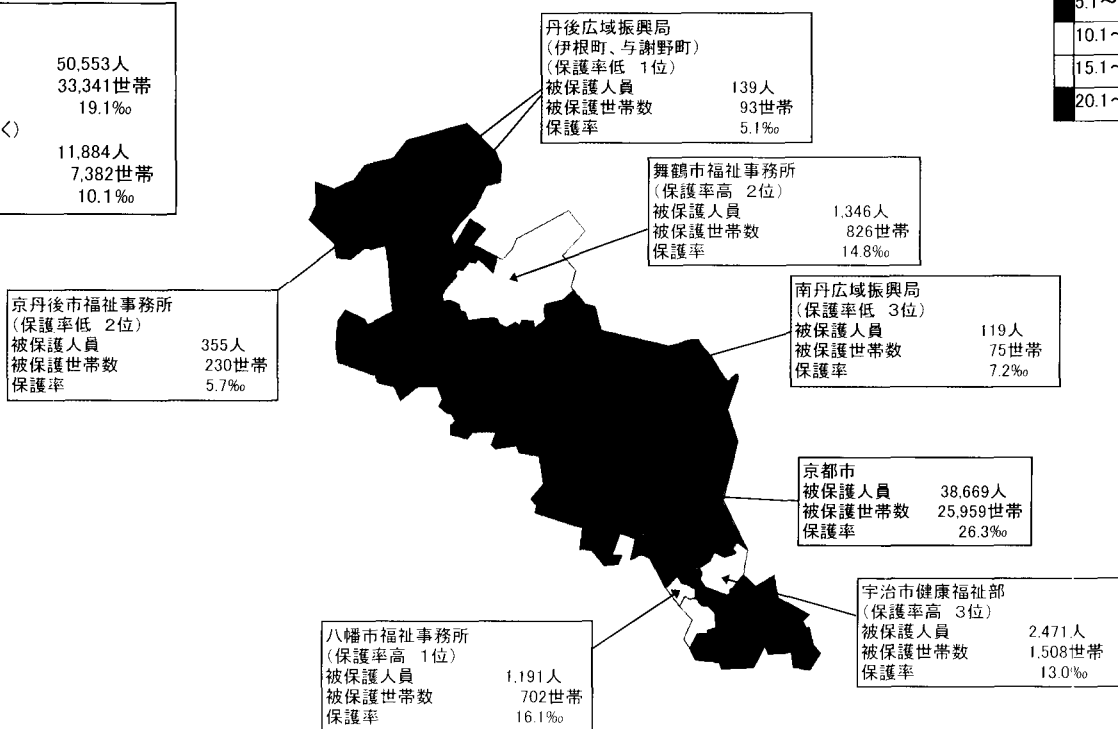 50,553人
33,341世帯
19.1‰
く)
11,884人
7,382世帯
10.1‰
5.1～
10.1～
15.1～
20.1～
丹後広域振興局
(伊根町、与謝野町)
(保護率低 1位)
被保護人員 139人
被保護世帯数 93世帯
保護率 5.1‰
舞鶴市福祉事務所
(保護率高 2位)
被保護人員 1,346人
被保護世帯数 826世帯
保護率 14.8‰
京丹後市福祉事務所
(保護率低 2位)
被保護人員 355人
被保護世帯数 230世帯
保護率 5.7‰
南丹広域振興局
(保護率低 3位)
被保護人員 119人
被保護世帯数 75世帯
保護率 7.2‰
京都市
被保護人員 38,669人
被保護世帯数 25,959世帯
保護率 26.3‰
宇治市健康福祉部
(保護率高 3位)
被保護人員 2,471人
被保護世帯数 1,508世帯
保護率 13.0‰
八幡市福祉事務所
(保護率高 1位)
被保護人員 1,191人
被保護世帯数 702世帯
保護率 16.1‰